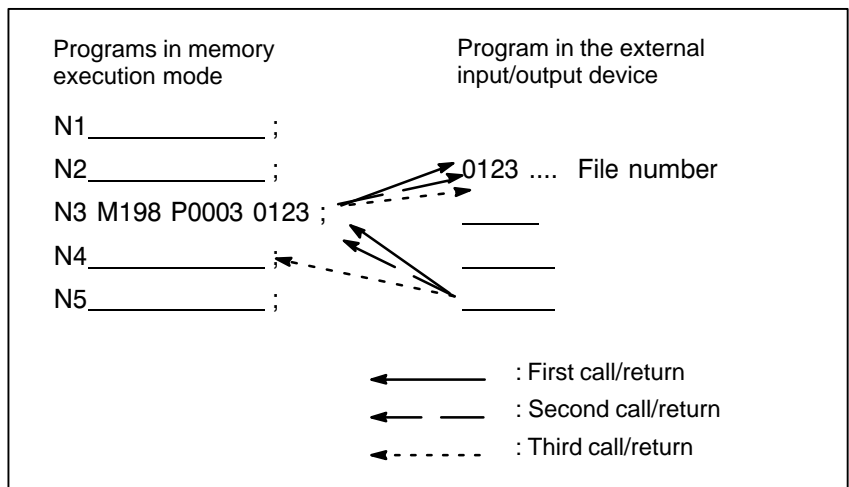 Programs in memory
execution mode
Program in the external
input/output device
N1 ;
N2 ;
0123 .... File number
N3 M198 P0003 0123 ;
N4 ;
N5 ;
: First call/return
: Second call/return
: Third call/return